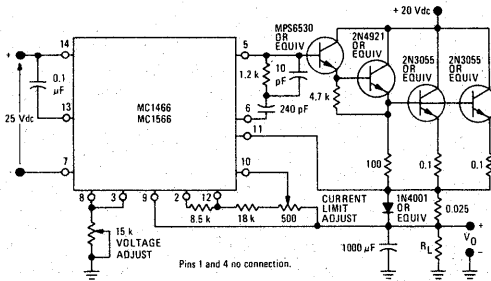 + 20 Vdc
MPS6530
OR
EQUIV
2N4921
OR
EQUIV
2N3055
OR
EQUIV
2N3055
OR
EQUIV
14
5
+
0.1
µF
25 Vdc
13
7
MC1466
MC1566
1.2 k
10
pF
240 pF
6
11
10
4.7 k
100
0.1
0.1
8
3
9
2
12
8.5 k
18 k
500
CURRENT
LIMIT
ADJUST
1N4001
OR
EQUIV
0.025
15 k
VOLTAGE
ADJUST
1000 µF
RL
VO
+
−
Pins 1 and 4 no connection.